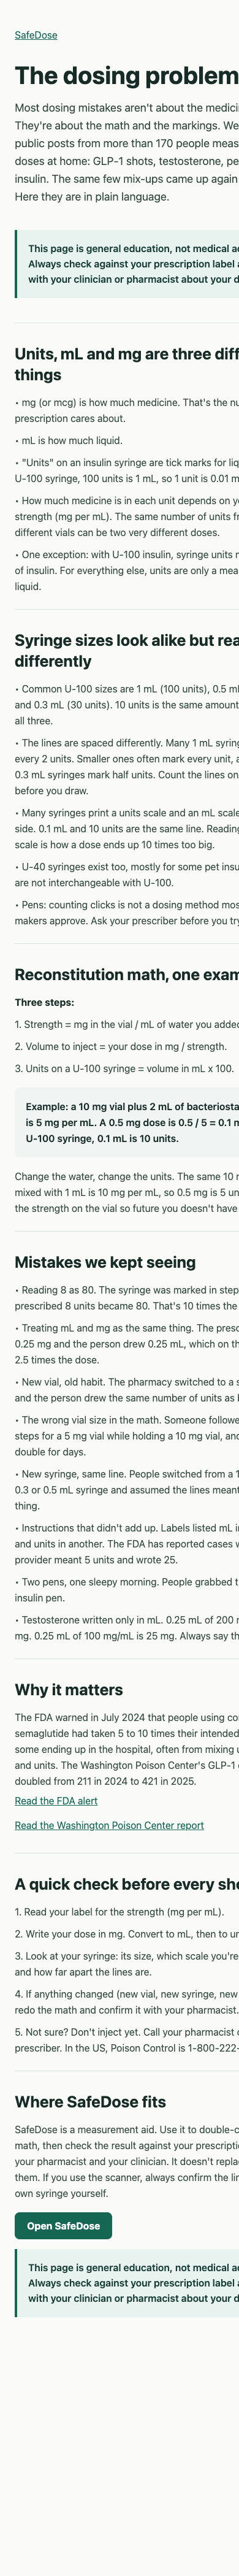 SafeDose
The dosing problem
Most dosing mistakes aren't about the medici
They're about the math and the markings. We
public posts from more than 170 people meas
doses at home: GLP-1 shots, testosterone, pe
insulin. The same few mix-ups came up again
Here they are in plain language.
This page is general education, not medical a
Always check against your prescription label a
with your clinician or pharmacist about your d
Units, mL and mg are three diff
things
• mg (or mcg) is how much medicine. That's the nu
prescription cares about.
• mL is how much liquid.
• "Units" on an insulin syringe are tick marks for liq
U-100 syringe, 100 units is 1 mL, so 1 unit is 0.01 m
• How much medicine is in each unit depends on yo
strength (mg per mL). The same number of units fr
different vials can be two very different doses.
• One exception: with U-100 insulin, syringe units m
of insulin. For everything else, units are only a mea
liquid.
Syringe sizes look alike but rea
differently
• Common U-100 sizes are 1 mL (100 units), 0.5 ml
and 0.3 mL (30 units). 10 units is the same amount
all three.
• The lines are spaced differently. Many 1 mL syring
every 2 units. Smaller ones often mark every unit, a
0.3 mL syringes mark half units. Count the lines on
before you draw.
• Many syringes print a units scale and an mL scale
side. 0.1 mL and 10 units are the same line. Reading
scale is how a dose ends up 10 times too big.
• U-40 syringes exist too, mostly for some pet insu
are not interchangeable with U-100.
• Pens: counting clicks is not a dosing method mos
makers approve. Ask your prescriber before you try
Reconstitution math, one exam
Three steps:
1. Strength = mg in the vial / mL of water you added
2. Volume to inject = your dose in mg / strength.
3. Units on a U-100 syringe = volume in mL x 100.
Example: a 10 mg vial plus 2 mL of bacteriosta
is 5 mg per mL. A 0.5 mg dose is 0.5 / 5 = 0.1 m
U-100 syringe, 0.1 mL is 10 units.
Change the water, change the units. The same 10 r
mixed with 1 mL is 10 mg per mL, so 0.5 mg is 5 un
the strength on the vial so future you doesn't have
Mistakes we kept seeing
• Reading 8 as 80. The syringe was marked in step
prescribed 8 units became 80. That's 10 times the
• Treating mL and mg as the same thing. The presc
0.25 mg and the person drew 0.25 mL, which on th
2.5 times the dose.
• New vial, old habit. The pharmacy switched to a s
and the person drew the same number of units as b
• The wrong vial size in the math. Someone followe
steps for a 5 mg vial while holding a 10 mg vial, and
double for days.
• New syringe, same line. People switched from a 1
0.3 or 0.5 mL syringe and assumed the lines meant
thing.
• Instructions that didn't add up. Labels listed mL i
and units in another. The FDA has reported cases w
provider meant 5 units and wrote 25.
• Two pens, one sleepy morning. People grabbed t
insulin pen.
• Testosterone written only in mL. 0.25 mL of 200 r
mg. 0.25 mL of 100 mg/mL is 25 mg. Always say th
Why it matters
The FDA warned in July 2024 that people using co
semaglutide had taken 5 to 10 times their intended
some ending up in the hospital, often from mixing u
and units. The Washington Poison Center's GLP-1 c
doubled from 211 in 2024 to 421 in 2025.
Read the FDA alert
Read the Washington Poison Center report
A quick check before every sho
1. Read your label for the strength (mg per mL).
2. Write your dose in mg. Convert to mL, then to ur
3. Look at your syringe: its size, which scale you're
and how far apart the lines are.
4. If anything changed (new vial, new syringe, new
redo the math and confirm it with your pharmacist.
5. Not sure? Don't inject yet. Call your pharmacist o
prescriber. In the US, Poison Control is 1-800-222-
Where SafeDose fits
SafeDose is a measurement aid. Use it to double-c
math, then check the result against your prescripti
your pharmacist and your clinician. It doesn't repla
them. If you use the scanner, always confirm the lin
own syringe yourself.
Open SafeDose
This page is general education, not medical a
Always check against your prescription label a
with your clinician or pharmacist about your d